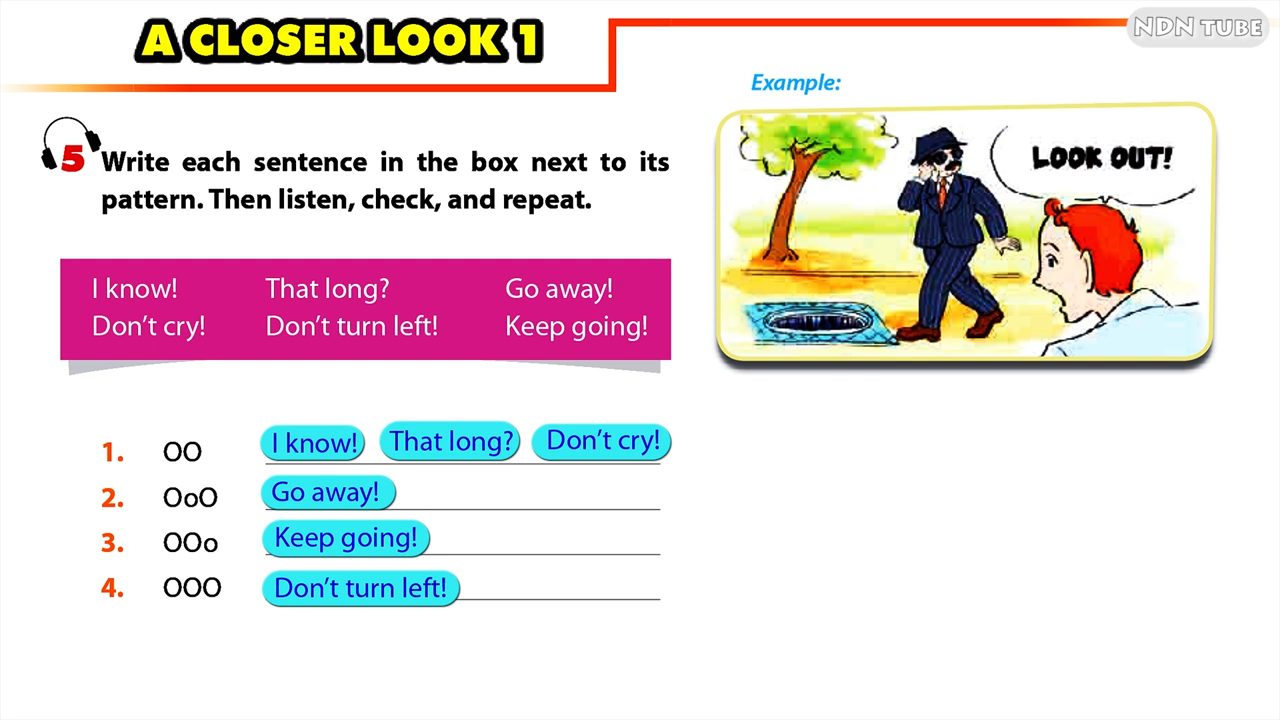 A CLOSER LOOK 1
NDN TUBE
Example:
LOOK OUT!
5 Write each sentence in the box next to its
pattern. Then listen, check, and repeat.
I know! That long? Go away!
Don't cry! Don't turn left! Keep going!
1. OO I know! That long? Don't cry!
2. OoO Go away!
3. OOo Keep going!
4. OOO Don't turn left!